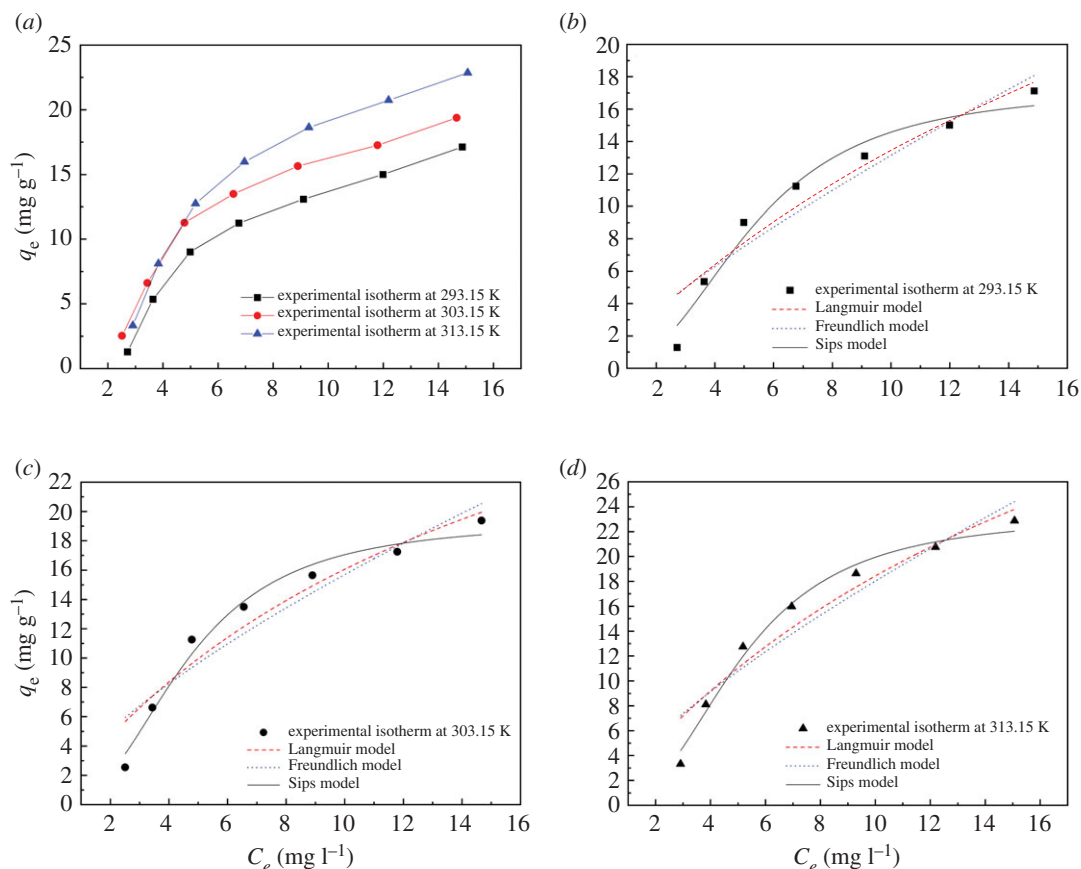 (a)
25
20
15
10
5
0
qe (mg g⁻¹)
experimental isotherm at 293.15 K
experimental isotherm at 303.15 K
experimental isotherm at 313.15 K
2 4 6 8 10 12 14 16
(b)
20
18
16
14
12
10
8
6
4
2
0
experimental isotherm at 293.15 K
Langmuir model
Freundlich model
Sips model
2 4 6 8 10 12 14 16
(c)
22
20
18
16
14
12
10
8
6
4
2
0
qe (mg g⁻¹)
experimental isotherm at 303.15 K
Langmuir model
Freundlich model
Sips model
2 4 6 8 10 12 14 16
Ce (mg l⁻¹)
(d)
26
24
22
20
18
16
14
12
10
8
6
4
2
0
experimental isotherm at 313.15 K
Langmuir model
Freundlich model
Sips model
2 4 6 8 10 12 14 16
Ce (mg l⁻¹)